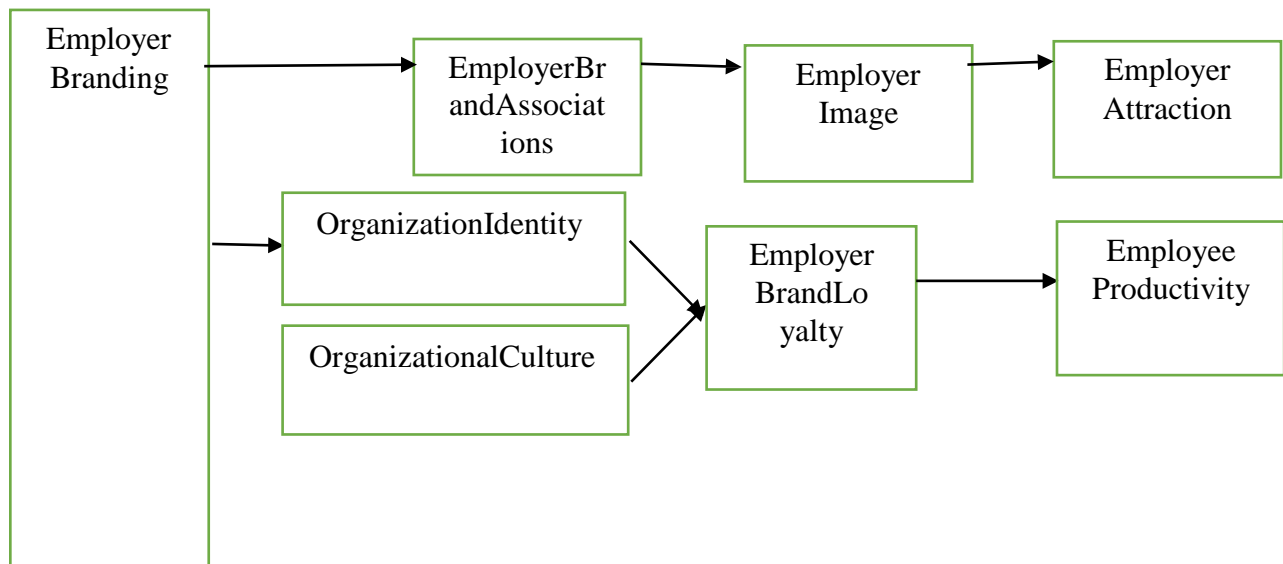 Employer
Branding
EmployerBr
andAssociat
ions
Employer
Image
Employer
Attraction
OrganizationIdentity
OrganizationalCulture
Employer
BrandLo
yalty
Employee
Productivity